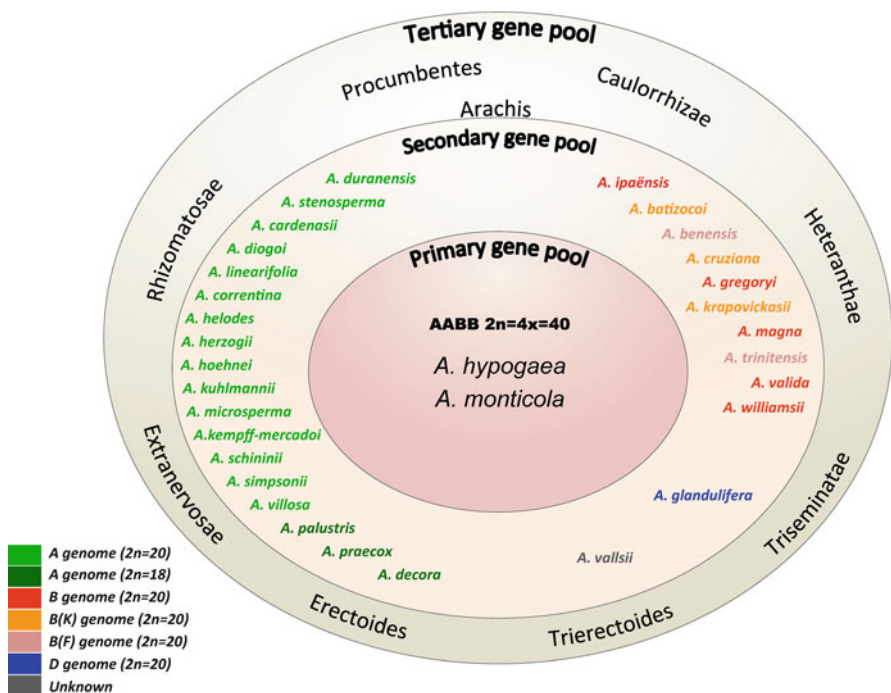 Tertiary gene pool
Procumbentes
Caulorrhizae
Arachis
Rhizomatosae
Heteranthae
Extranervosae
Triseminatae
Erectoides
Trierectoides
Secondary gene pool
A. duranensis
A. stenosperma
A. cardenasii
A. diogoi
A. linearifolia
A. correntina
A. helodes
A. herzogii
A. hoehnei
A. kuhlmannii
A. microsperma
A.kempff-mercadoi
A. schininii
A. simpsonii
A. villosa
A. palustris
A. praecox
A. decora
A. ipaënsis
A. batizocoi
A. benensis
A. cruziana
A. gregoryi
A. krapovickasii
A. magna
A. trinitensis
A. valida
A. williamsii
A. glandulifera
A. vallsii
Primary gene pool
AABB 2n=4x=40
A. hypogaea
A. monticola
A genome (2n=20)
A genome (2n=18)
B genome (2n=20)
B(K) genome (2n=20)
B(F) genome (2n=20)
D genome (2n=20)
Unknown